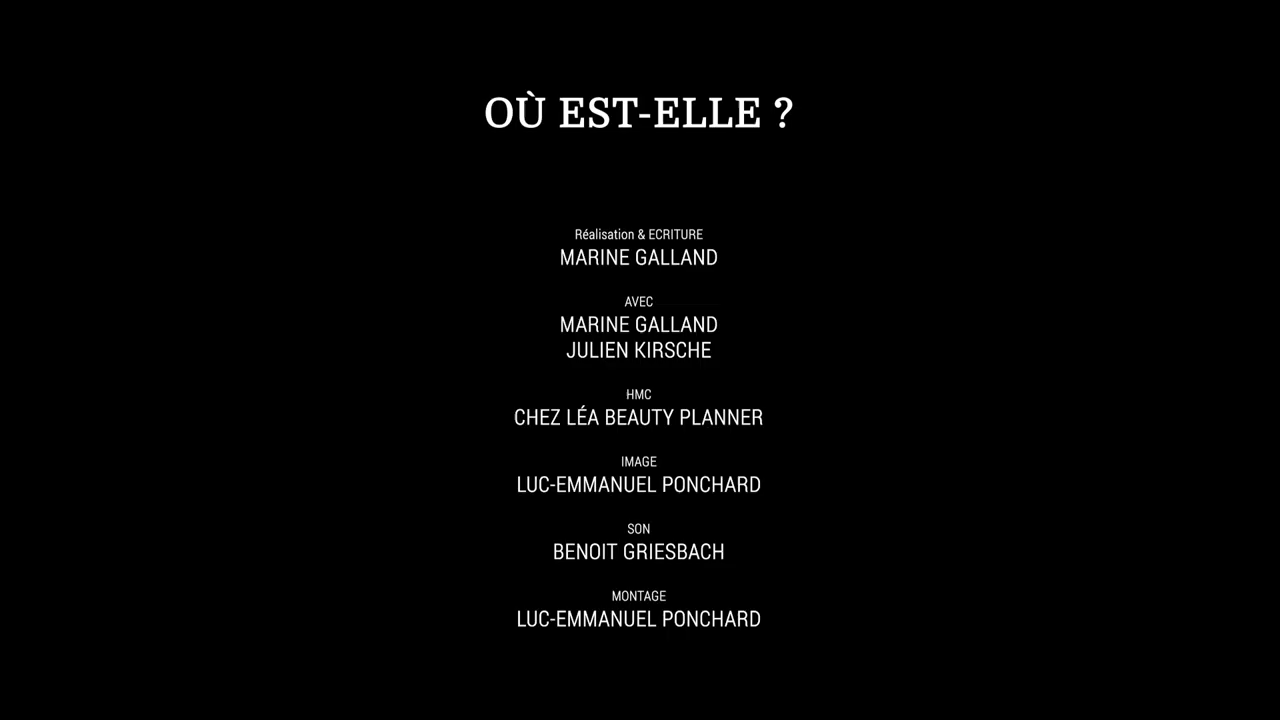 OÙ EST-ELLE ?
Réalisation & ECRITURE
MARINE GALLAND
AVEC
MARINE GALLAND
JULIEN KIRSCHE
HMC
CHEZ LÉA BEAUTY PLANNER
IMAGE
LUC-EMMANUEL PONCHARD
SON
BENOIT GRIESBACH
MONTAGE
LUC-EMMANUEL PONCHARD